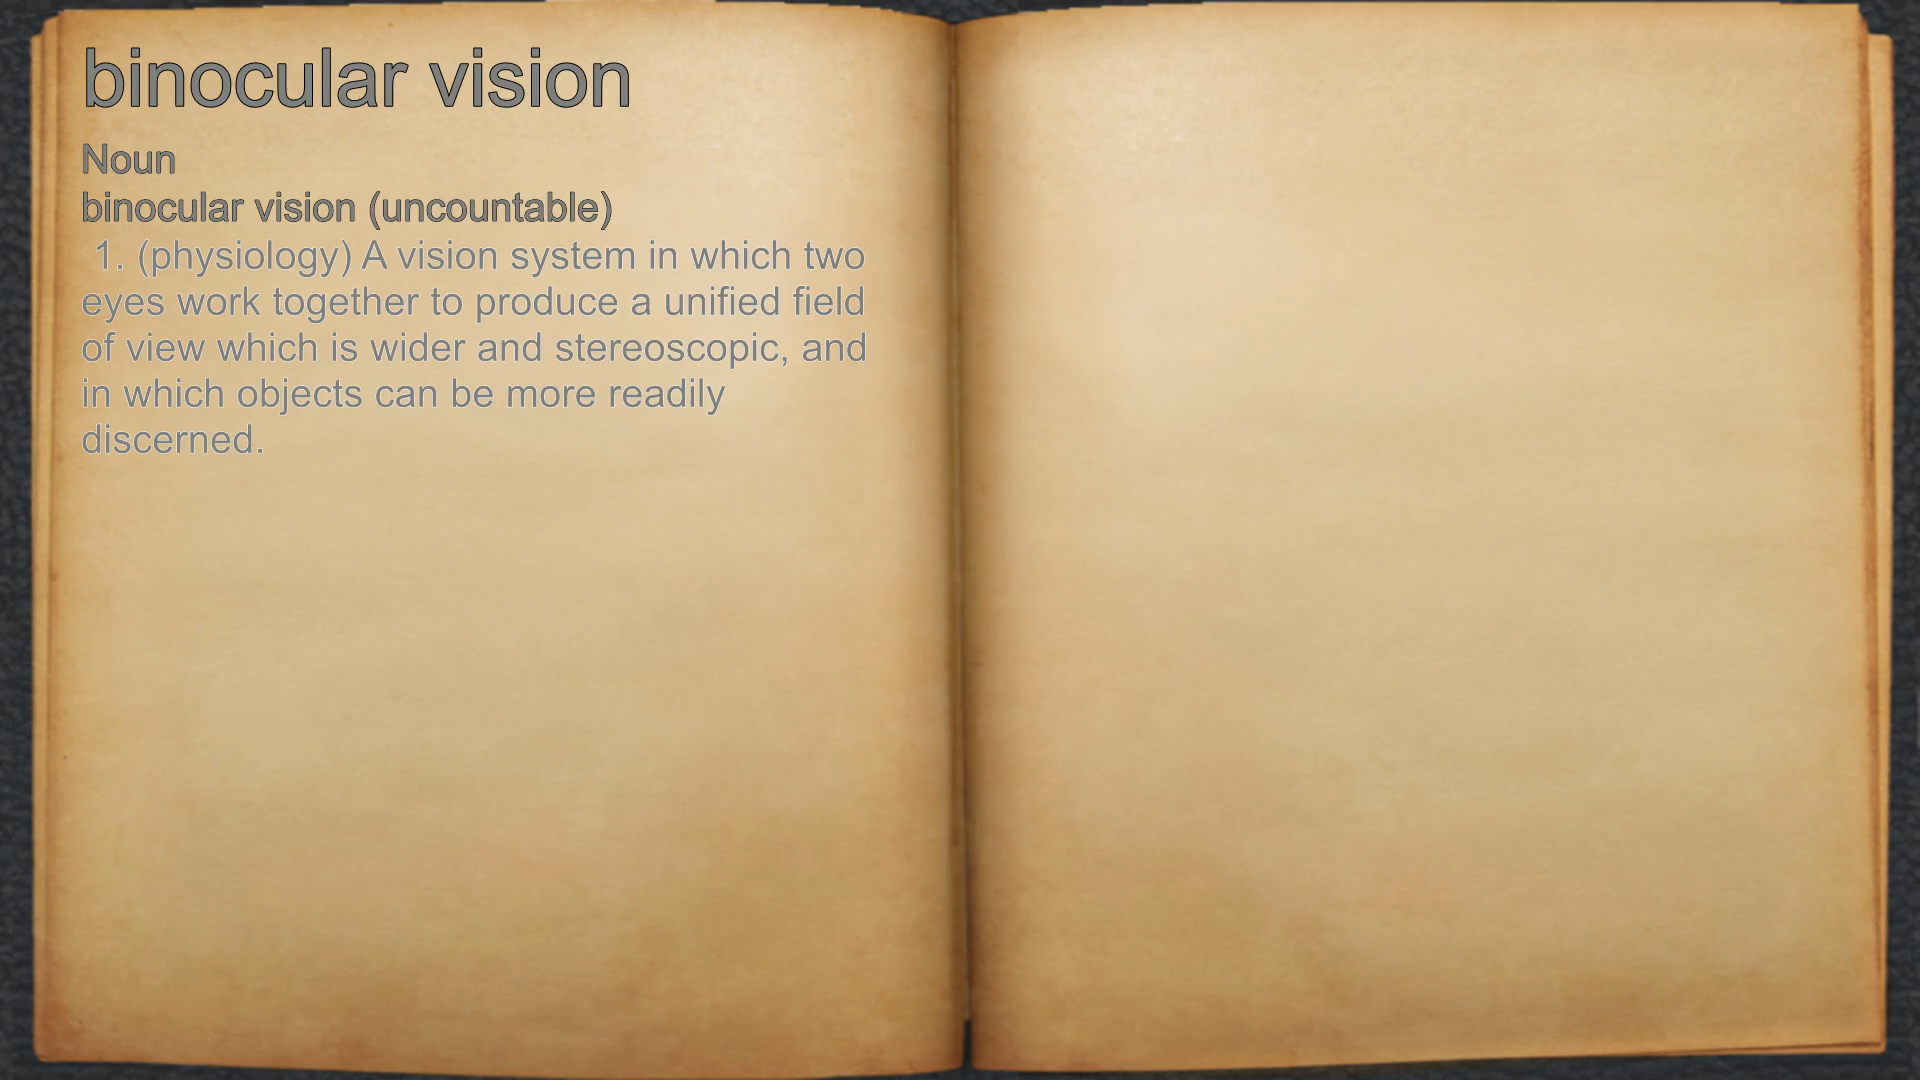 binocular vision
Noun
binocular vision (uncountable)
1. (physiology) A vision system in which two
eyes work together to produce a unified field
of view which is wider and stereoscopic, and
in which objects can be more readily
discerned.